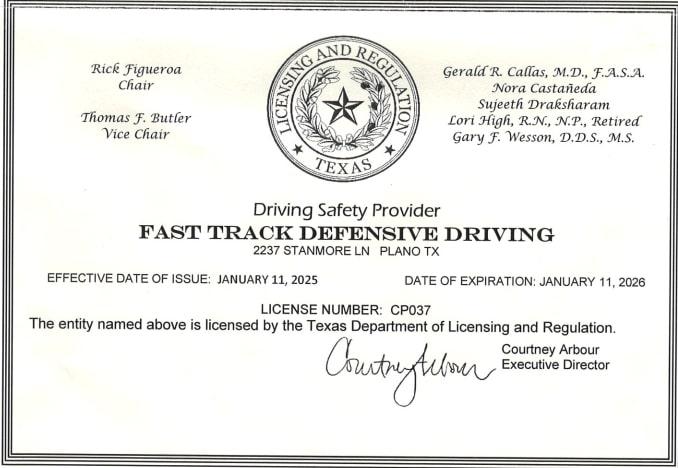 Rick Figueroa
Chair
Thomas F. Butler
Vice Chair
LICENSING AND REGULATION
TEXAS
Gerald R. Callas, M.D., F.A.S.A.
Nora Castañeda
Sujeeth Draksharam
Lori High, R.N., N.P., Retired
Gary F. Wesson, D.D.S., M.S.
Driving Safety Provider
FAST TRACK DEFENSIVE DRIVING
2237 STANMORE LN PLANO TX
EFFECTIVE DATE OF ISSUE: JANUARY 11, 2025
DATE OF EXPIRATION: JANUARY 11, 2026
LICENSE NUMBER: CP037
The entity named above is licensed by the Texas Department of Licensing and Regulation.
Courtney Arbour
Courtney Arbour
Executive Director